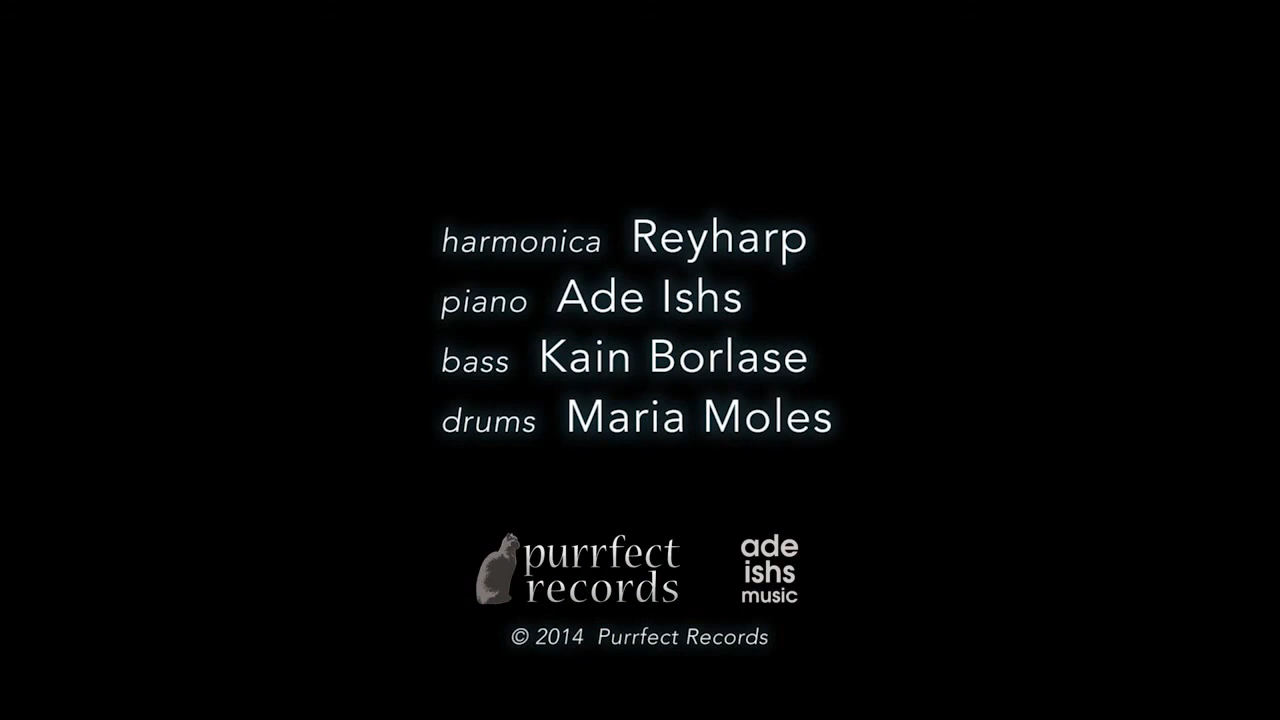 harmonica Reyharp
piano Ade Ishs
bass Kain Borlase
drums Maria Moles
purrfect
records
ade
ishs
music
© 2014 Purrfect Records